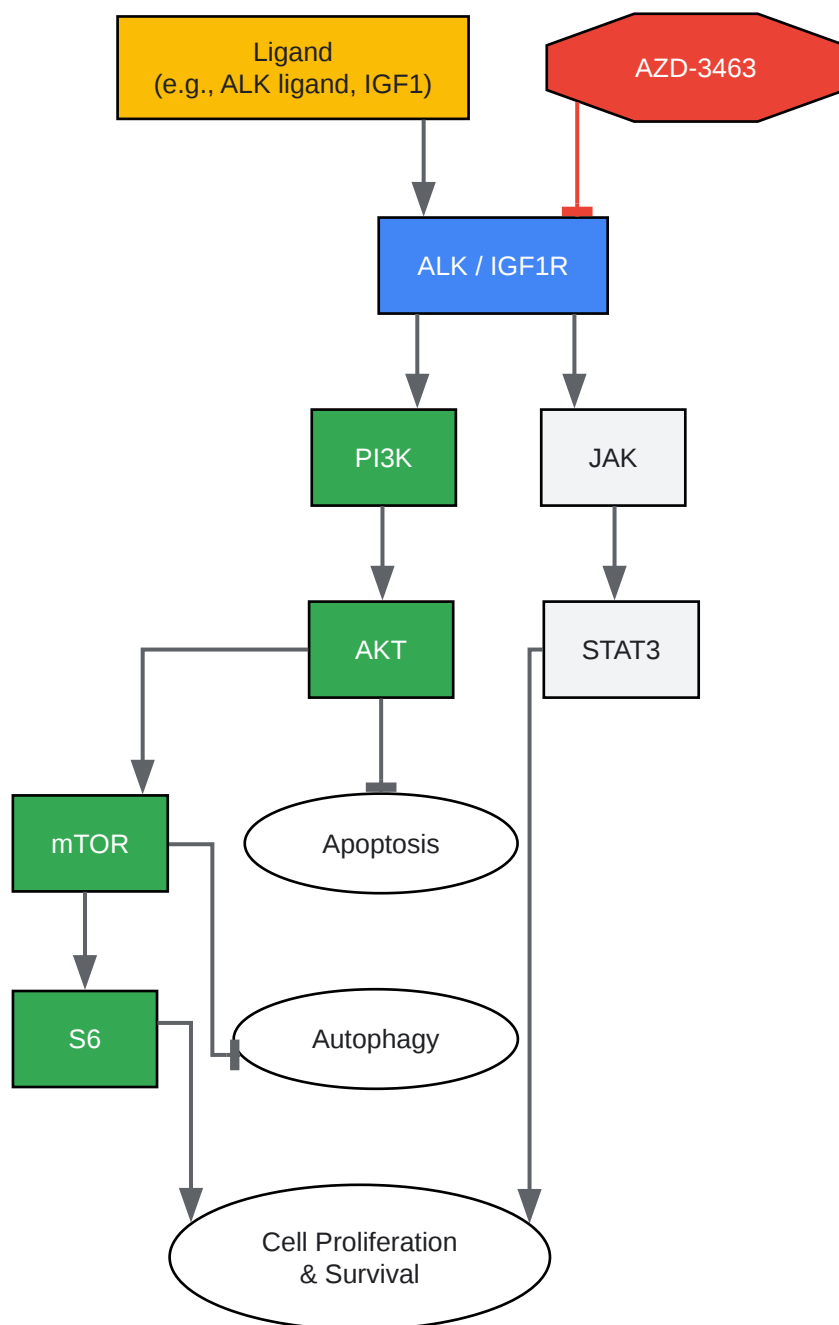 Ligand
(e.g., ALK ligand, IGF1)
AZD-3463
ALK / IGF1R
PI3K
JAK
AKT
STAT3
mTOR
Apoptosis
S6
Autophagy
Cell Proliferation
& Survival